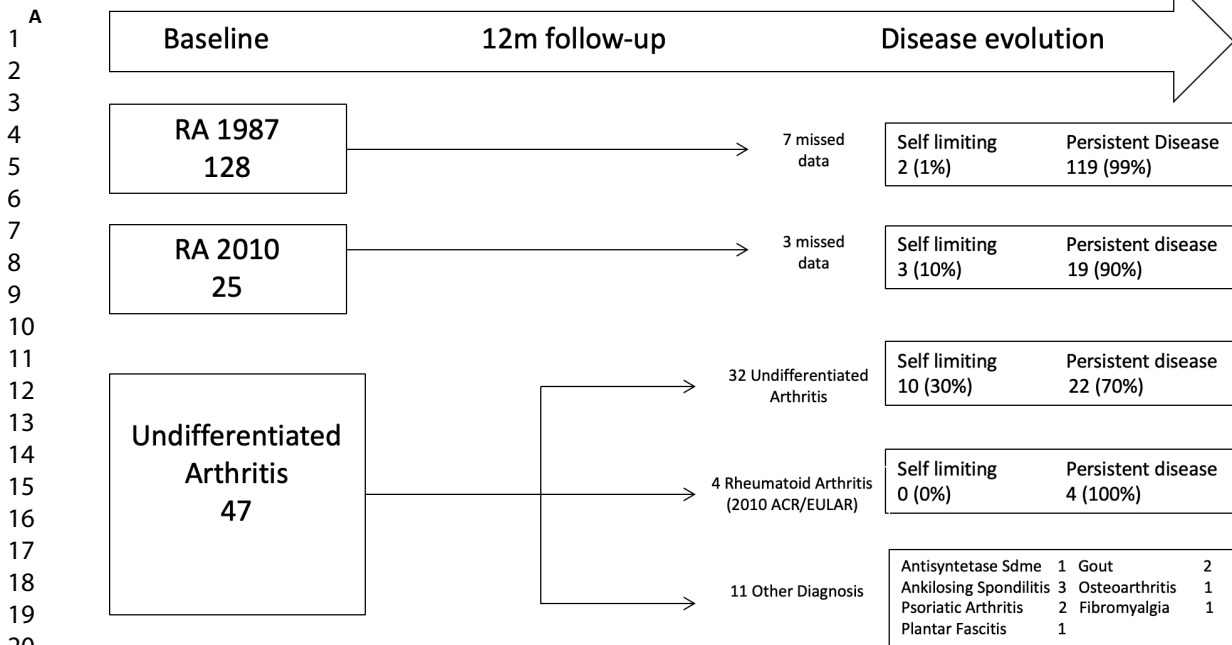 A
1
2
3
4
5
6
7
8
9
10
11
12
13
14
15
16
17
18
19
20
Baseline 12m follow-up Disease evolution
RA 1987
128
7 missed
data
Self limiting Persistent Disease
2 (1%) 119 (99%)
RA 2010
25
3 missed
data
Self limiting Persistent disease
3 (10%) 19 (90%)
Undifferentiated
Arthritis
47
32 Undifferentiated
Arthritis
Self limiting Persistent disease
10 (30%) 22 (70%)
4 Rheumatoid Arthritis
(2010 ACR/EULAR)
Self limiting Persistent disease
0 (0%) 4 (100%)
11 Other Diagnosis
Antisyntetase Sdme 1 Gout 2
Ankilosing Spondilitis 3 Osteoarthritis 1
Psoriatic Arthritis 2 Fibromyalgia 1
Plantar Fascitis 1